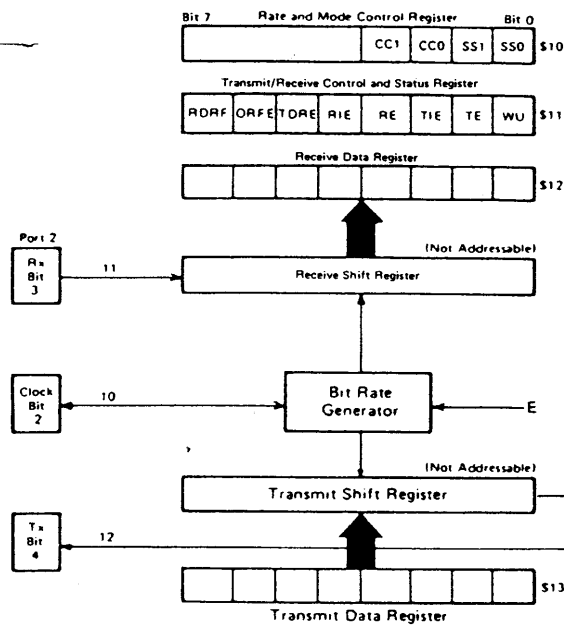 Bit 7 Rate and Mode Control Register Bit 0
CC1 CC0 SS1 SS0 $10
Transmit/Receive Control and Status Register
RDRF ORFE TDRE RIE RE TIE TE WU $11
Receive Data Register
$12
Port 2
(Not Addressable)
Rx
Bit
3
11
Receive Shift Register
Clock
Bit
2
10
Bit Rate
Generator
E
(Not Addressable)
Transmit Shift Register
Tx
Bit
4
12
$13
Transmit Data Register